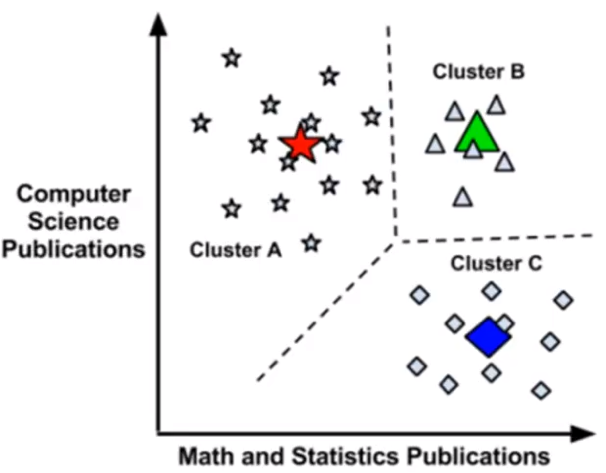 Cluster B
Computer
Science
Publications
Cluster A
Cluster C
Math and Statistics Publications